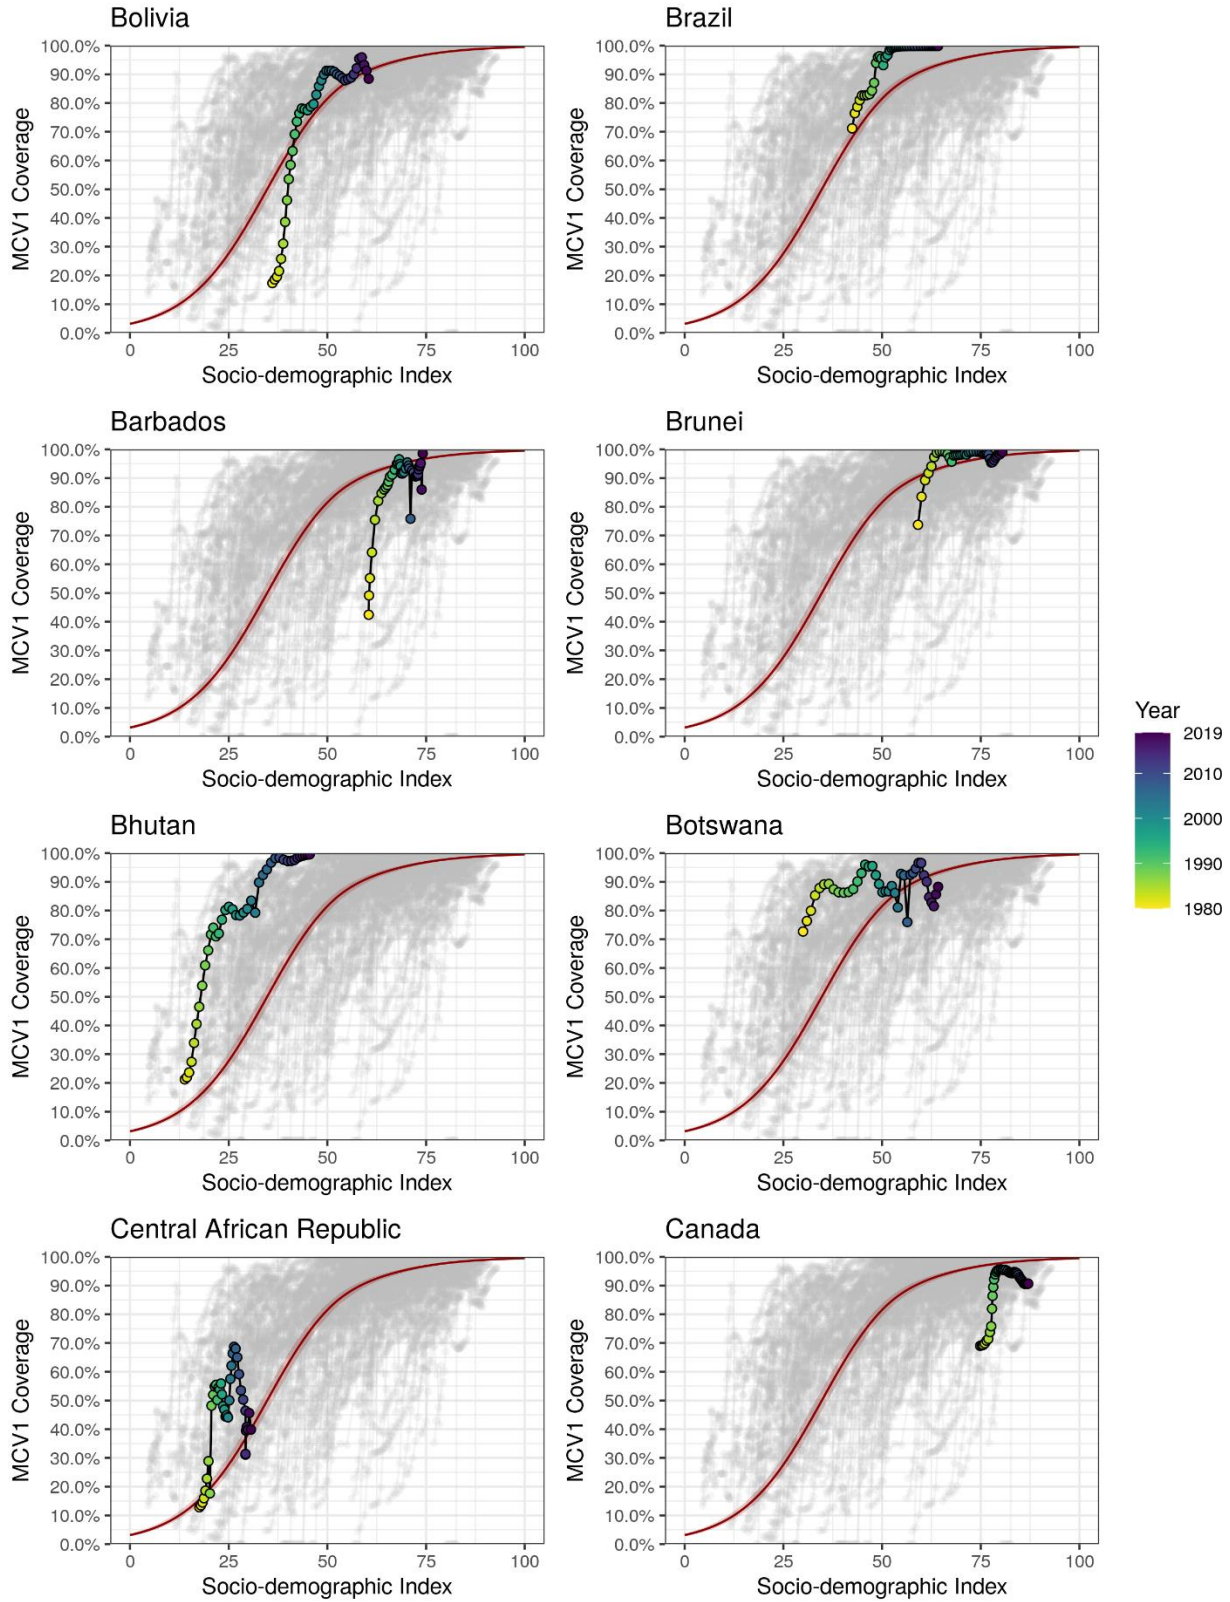 Bolivia
100.0%
90.0%
80.0%
70.0%
60.0%
50.0%
40.0%
30.0%
20.0%
10.0%
0.0%
MCV1 Coverage
0 25 50 75 100
Socio-demographic Index
Brazil
100.0%
90.0%
80.0%
70.0%
60.0%
50.0%
40.0%
30.0%
20.0%
10.0%
0.0%
MCV1 Coverage
0 25 50 75 100
Socio-demographic Index
Barbados
100.0%
90.0%
80.0%
70.0%
60.0%
50.0%
40.0%
30.0%
20.0%
10.0%
0.0%
MCV1 Coverage
0 25 50 75 100
Socio-demographic Index
Brunei
100.0%
90.0%
80.0%
70.0%
60.0%
50.0%
40.0%
30.0%
20.0%
10.0%
0.0%
MCV1 Coverage
0 25 50 75 100
Socio-demographic Index
Year
2019
2010
2000
1990
1980
Bhutan
100.0%
90.0%
80.0%
70.0%
60.0%
50.0%
40.0%
30.0%
20.0%
10.0%
0.0%
MCV1 Coverage
0 25 50 75 100
Socio-demographic Index
Botswana
100.0%
90.0%
80.0%
70.0%
60.0%
50.0%
40.0%
30.0%
20.0%
10.0%
0.0%
MCV1 Coverage
0 25 50 75 100
Socio-demographic Index
Central African Republic
100.0%
90.0%
80.0%
70.0%
60.0%
50.0%
40.0%
30.0%
20.0%
10.0%
0.0%
MCV1 Coverage
0 25 50 75 100
Socio-demographic Index
Canada
100.0%
90.0%
80.0%
70.0%
60.0%
50.0%
40.0%
30.0%
20.0%
10.0%
0.0%
MCV1 Coverage
0 25 50 75 100
Socio-demographic Index